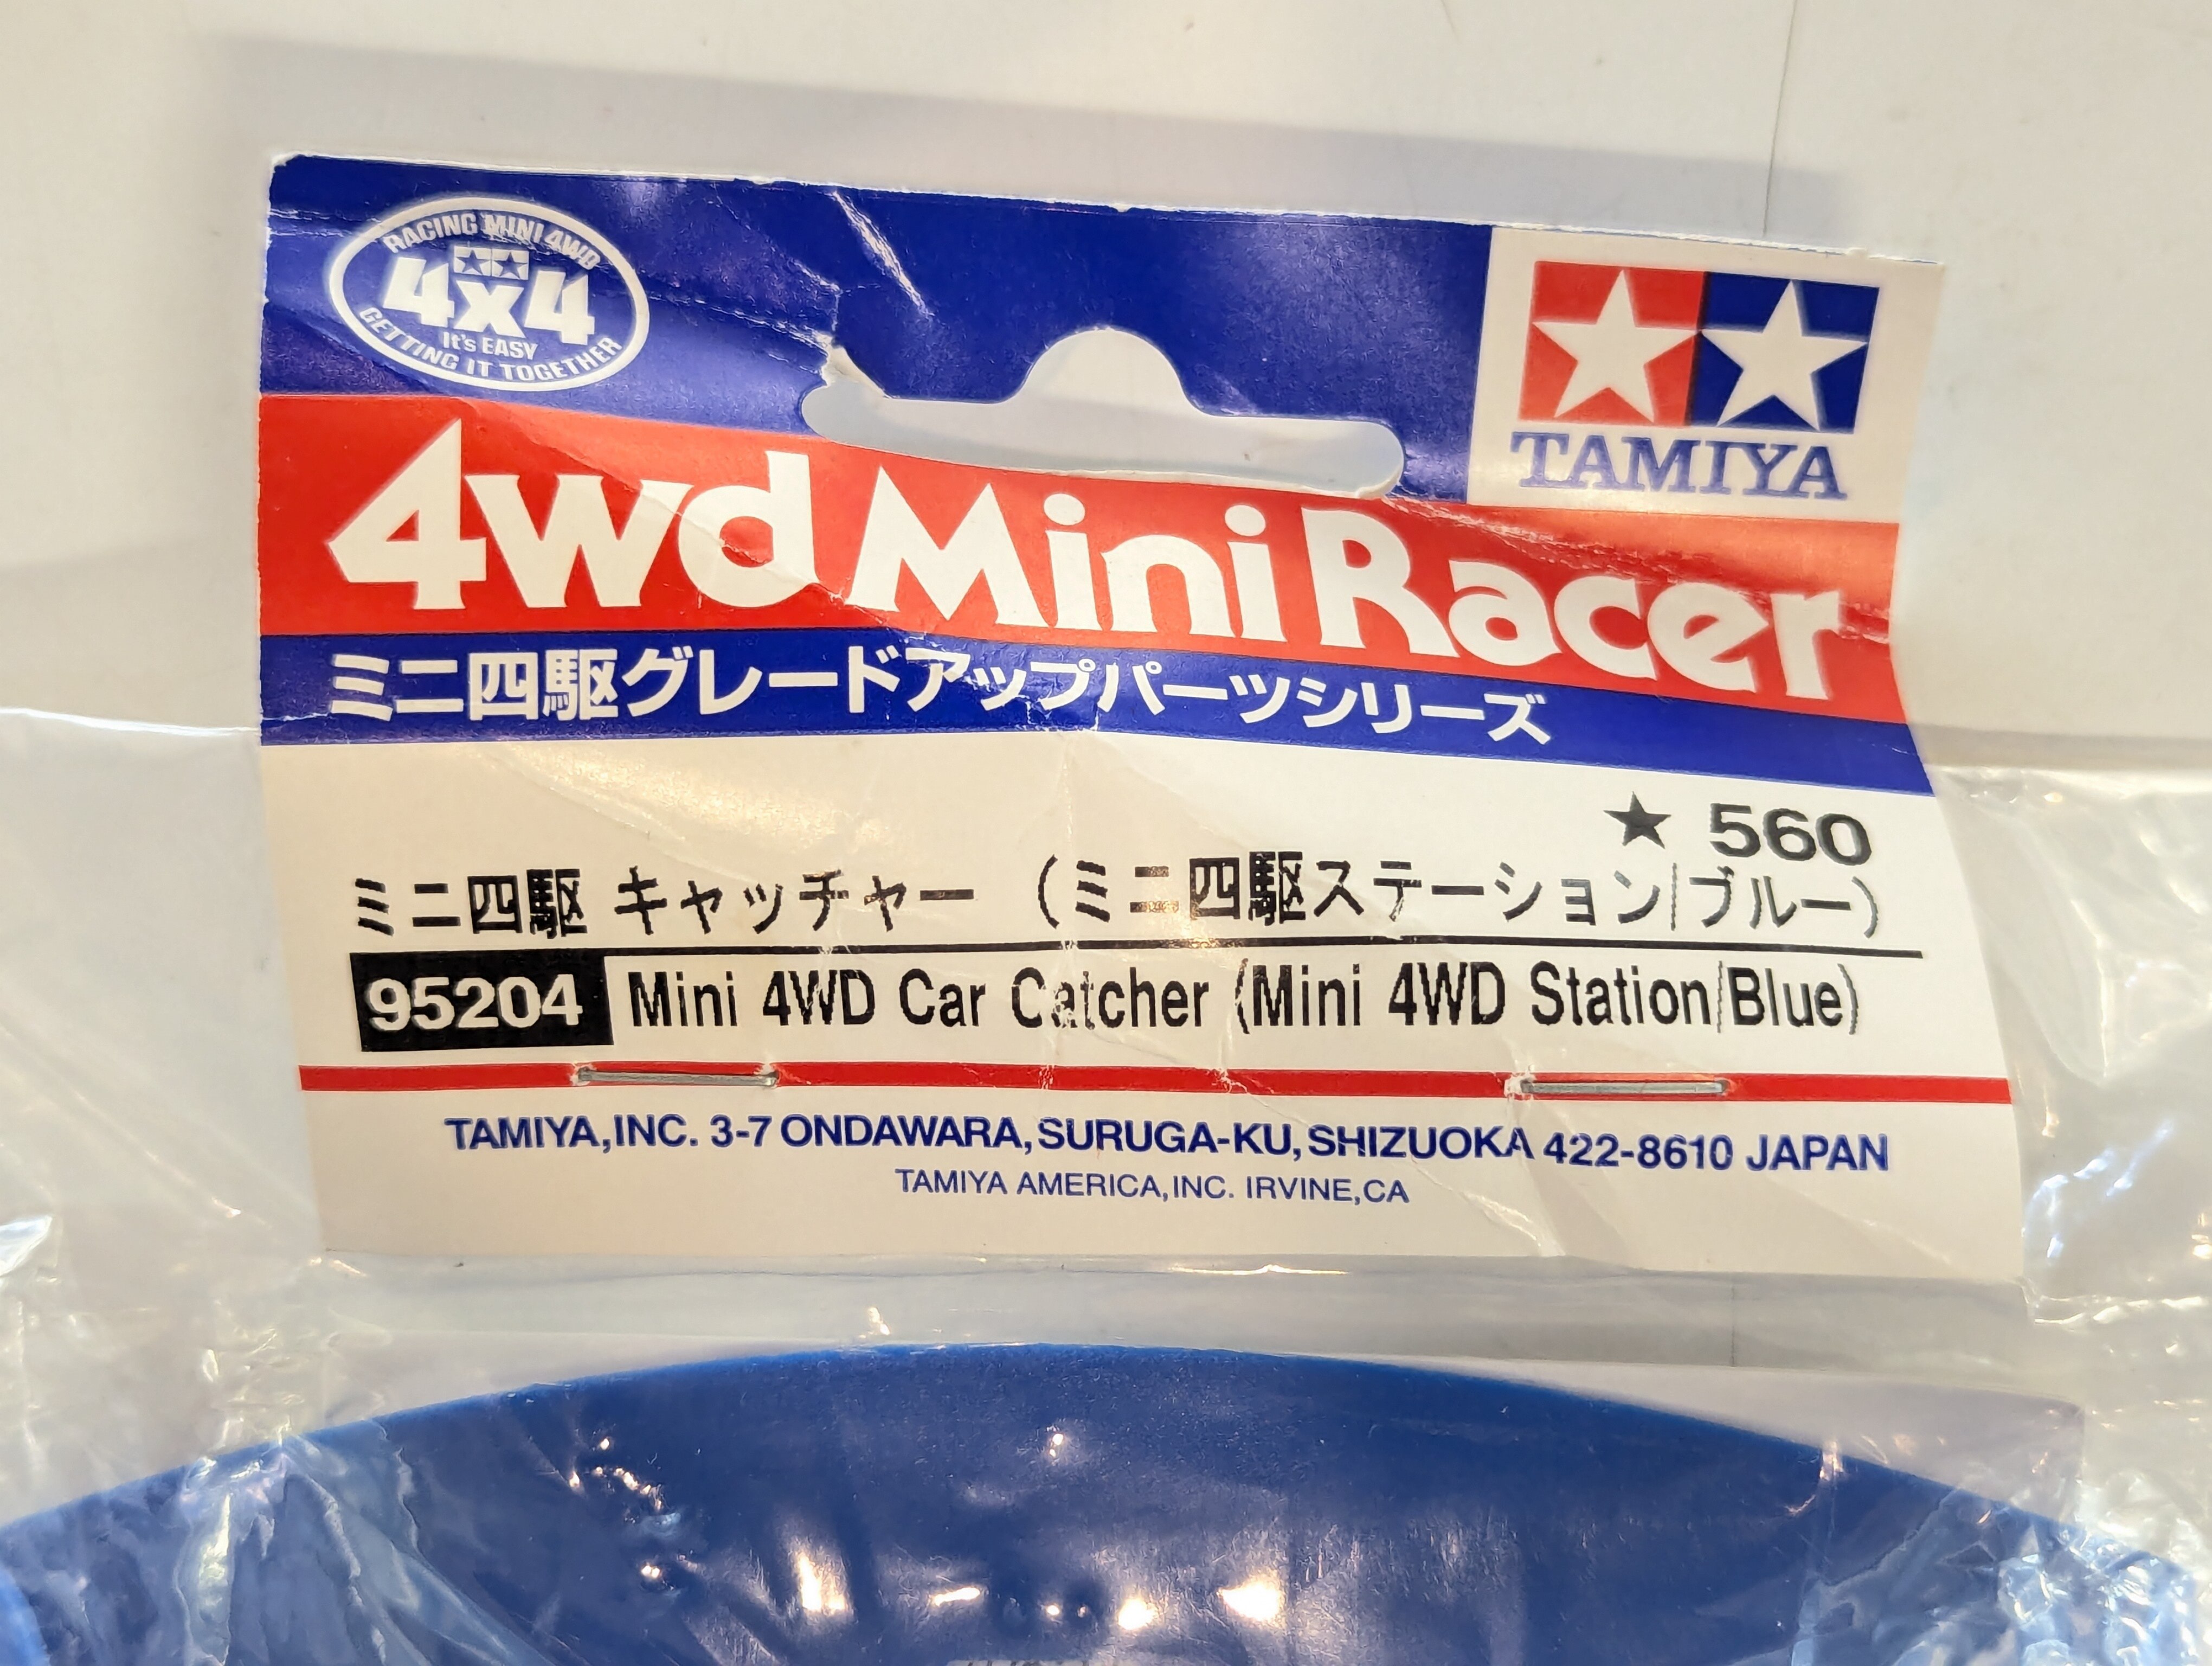 RACING MINI 4WD
4x4
It's EASY
GETTING IT TOGETHER
TAMIYA
4wd Mini Racer
ミニ四駆グレードアップパーツシリーズ
★ 560
ミニ四駆 キャッチャー （ミニ四駆ステーション/ブルー）
95204 Mini 4WD Car Catcher (Mini 4WD Station/Blue)
TAMIYA,INC. 3-7 ONDAWARA,SURUGA-KU,SHIZUOKA 422-8610 JAPAN
TAMIYA AMERICA,INC. IRVINE,CA